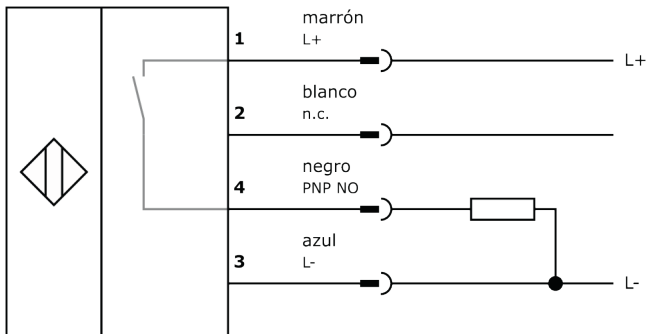 marrón
1
L+
L+
blanco
2
n.c.
negro
4
PNP NO
azul
3
L-
L-